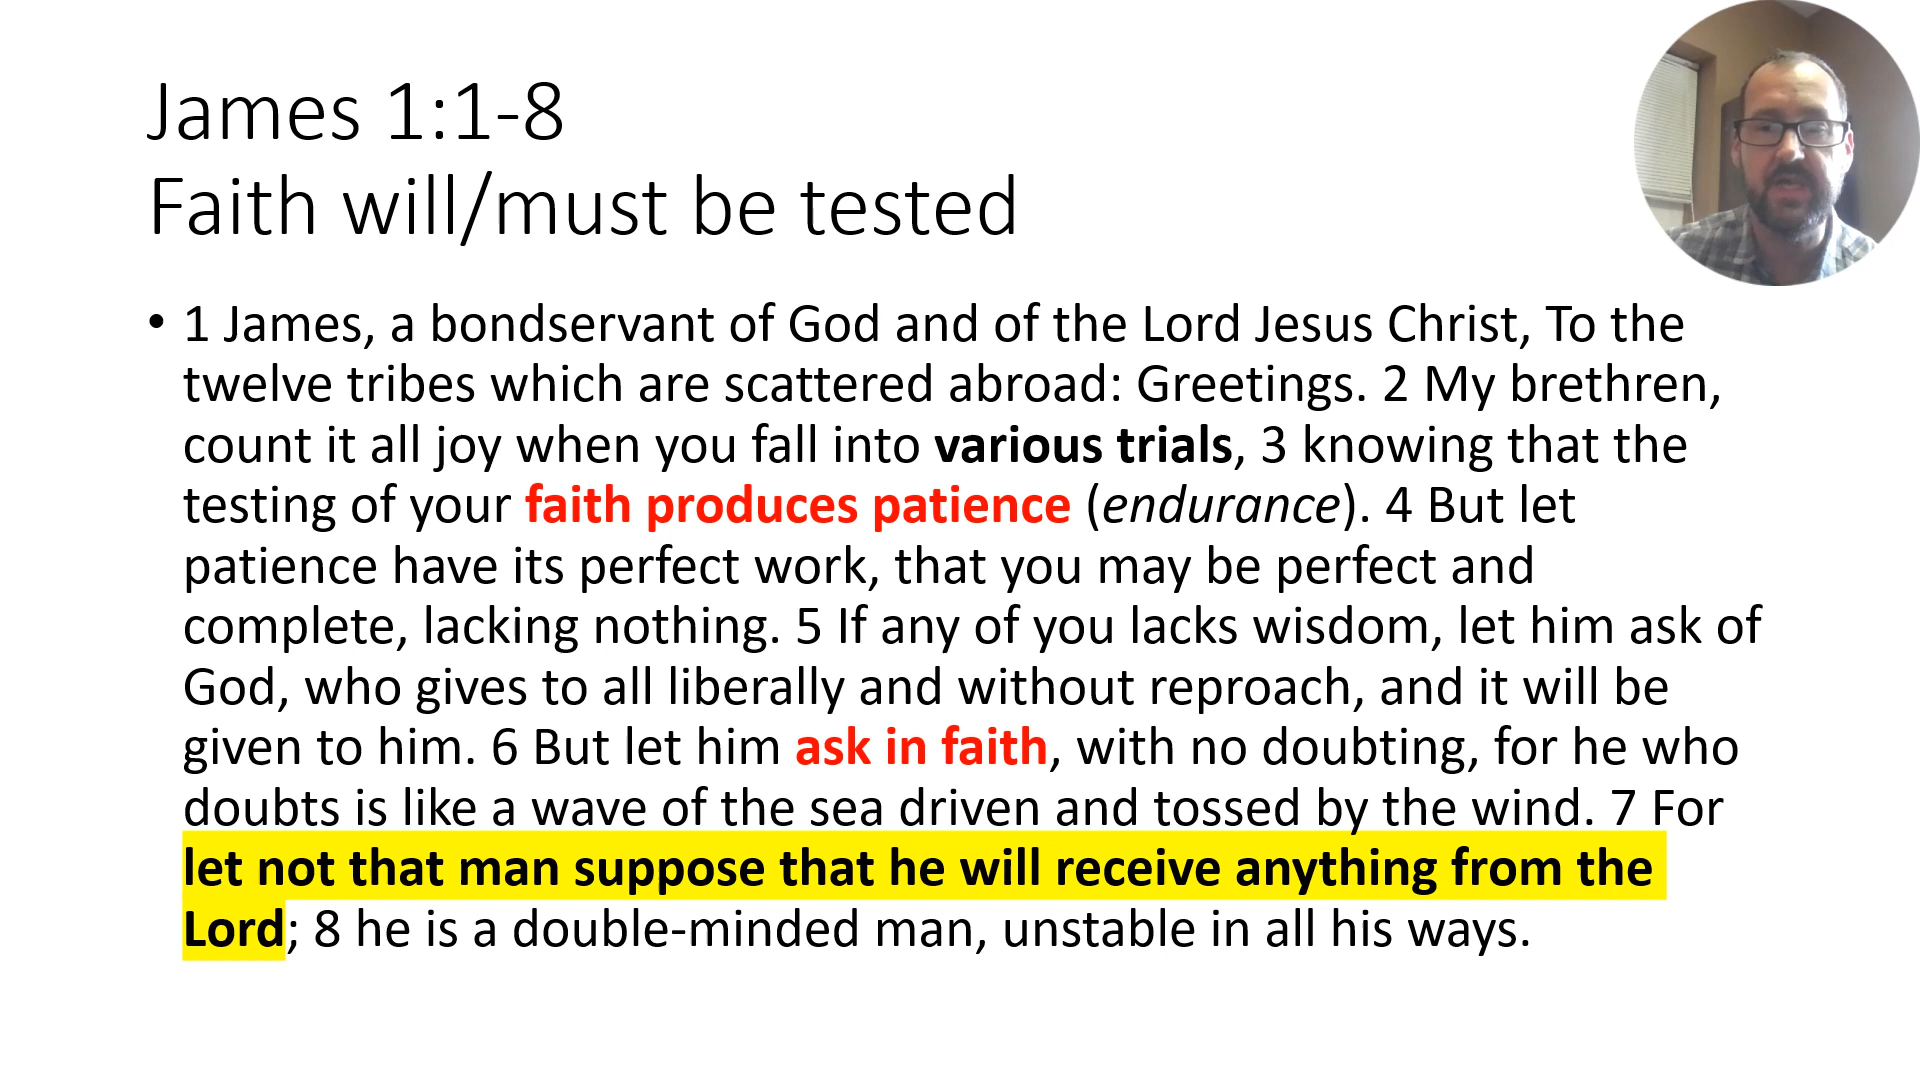 James 1:1-8
Faith will/must be tested
• 1 James, a bondservant of God and of the Lord Jesus Christ, To the
twelve tribes which are scattered abroad: Greetings. 2 My brethren,
count it all joy when you fall into various trials, 3 knowing that the
testing of your faith produces patience (endurance). 4 But let
patience have its perfect work, that you may be perfect and
complete, lacking nothing. 5 If any of you lacks wisdom, let him ask of
God, who gives to all liberally and without reproach, and it will be
given to him. 6 But let him ask in faith, with no doubting, for he who
doubts is like a wave of the sea driven and tossed by the wind. 7 For
let not that man suppose that he will receive anything from the
Lord; 8 he is a double-minded man, unstable in all his ways.